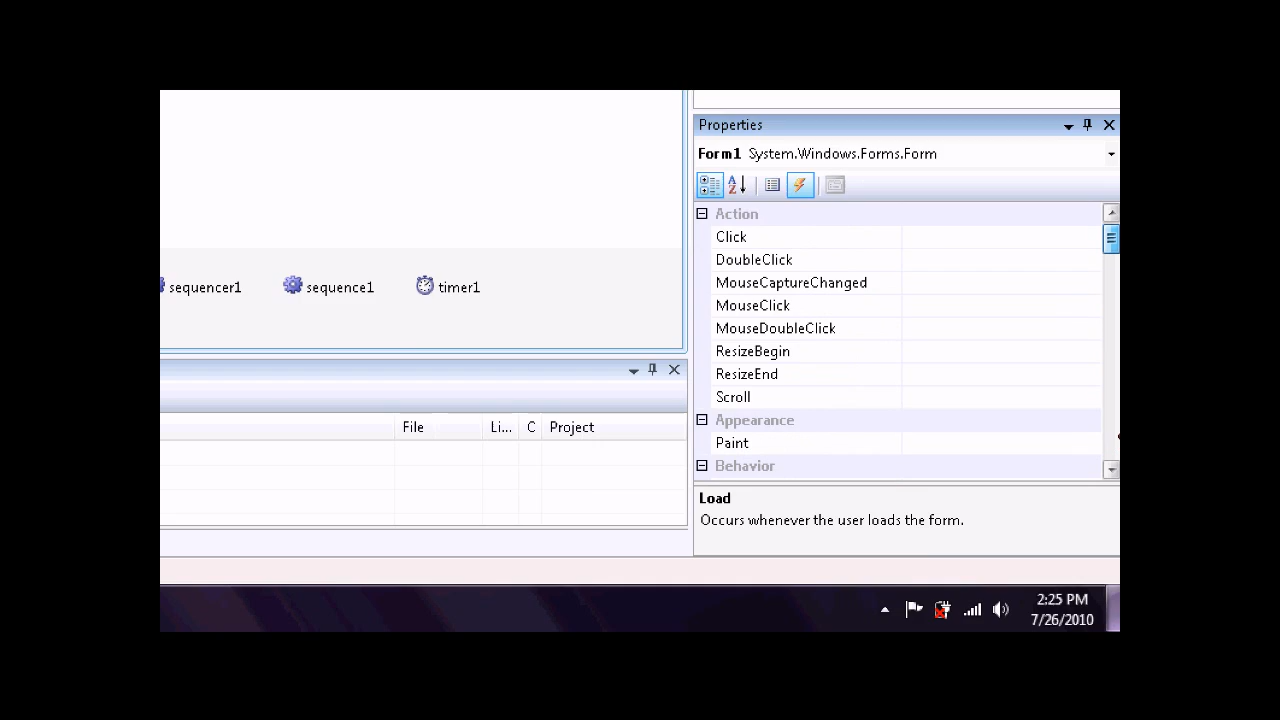 Properties
Form1 System.Windows.Forms.Form
Action
Click
DoubleClick
MouseCaptureChanged
MouseClick
MouseDoubleClick
ResizeBegin
ResizeEnd
Scroll
Appearance
Paint
Behavior
Load
Occurs whenever the user loads the form.
sequencer1 sequence1 timer1
File Li... C Project
2:25 PM
7/26/2010